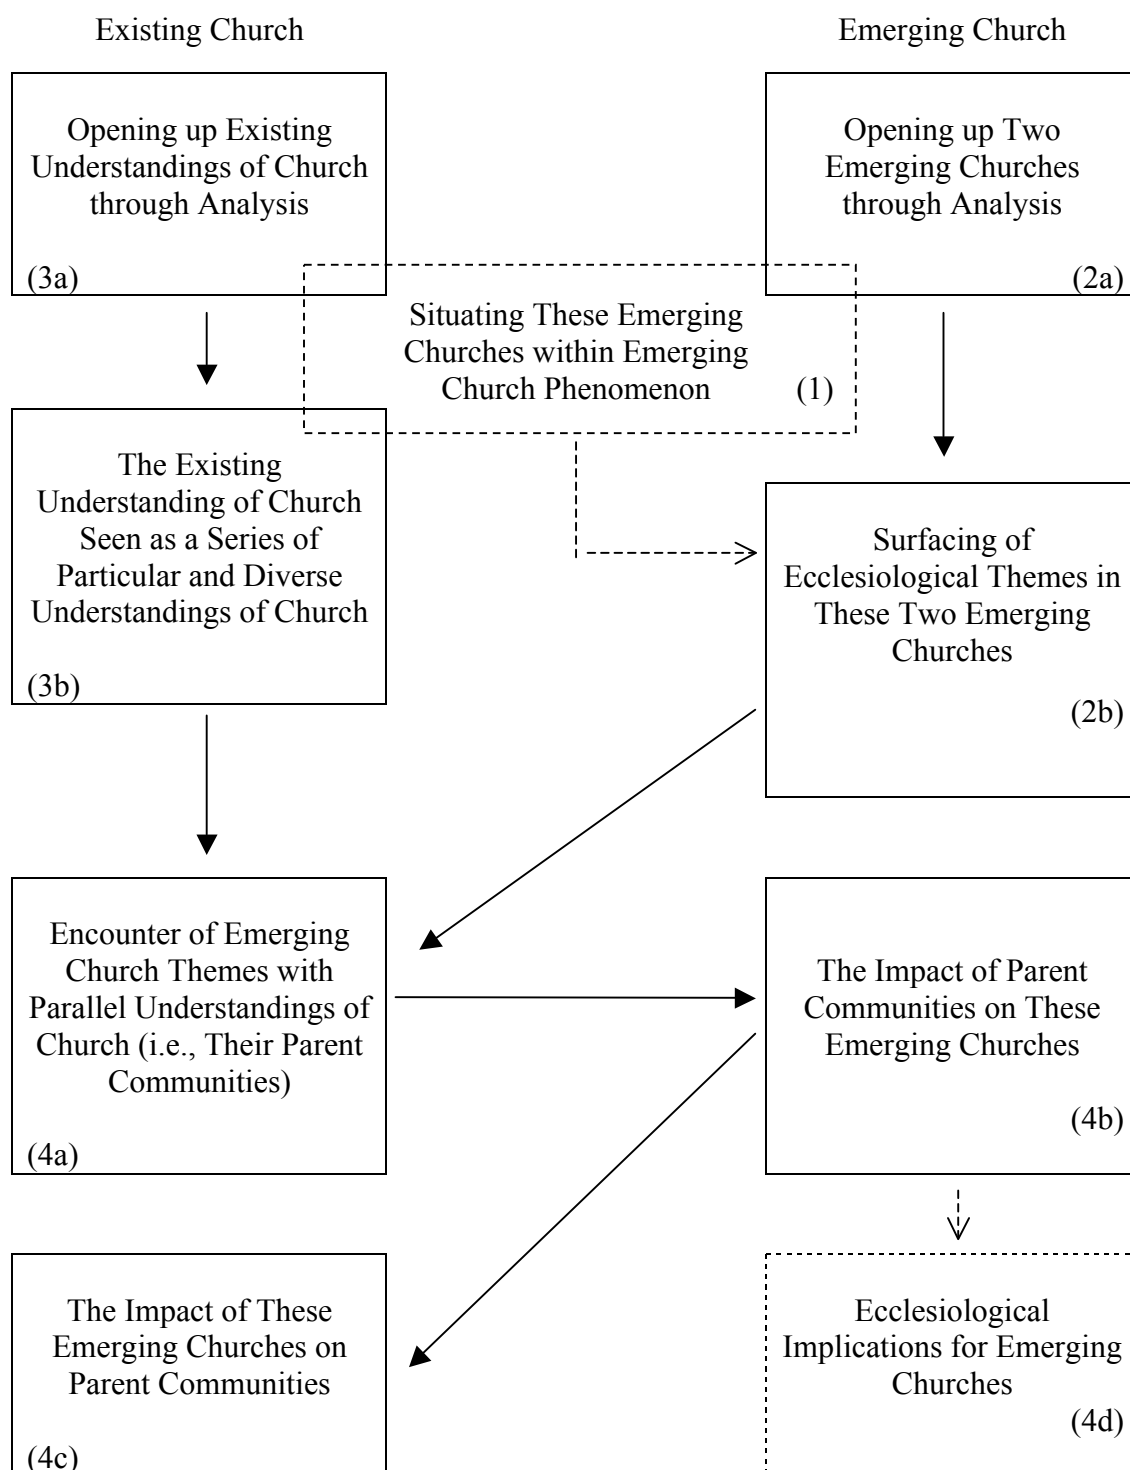 Existing Church
Emerging Church
Opening up Existing
Understandings of Church
through Analysis
(3a)
Opening up Two
Emerging Churches
through Analysis
(2a)
Situating These Emerging
Churches within Emerging
Church Phenomenon
(1)
The Existing
Understanding of Church
Seen as a Series of
Particular and Diverse
Understandings of Church
(3b)
Surfacing of
Ecclesiological Themes in
These Two Emerging
Churches
(2b)
Encounter of Emerging
Church Themes with
Parallel Understandings of
Church (i.e., Their Parent
Communities)
(4a)
The Impact of Parent
Communities on These
Emerging Churches
(4b)
The Impact of These
Emerging Churches on
Parent Communities
(4c)
Ecclesiological
Implications for Emerging
Churches
(4d)